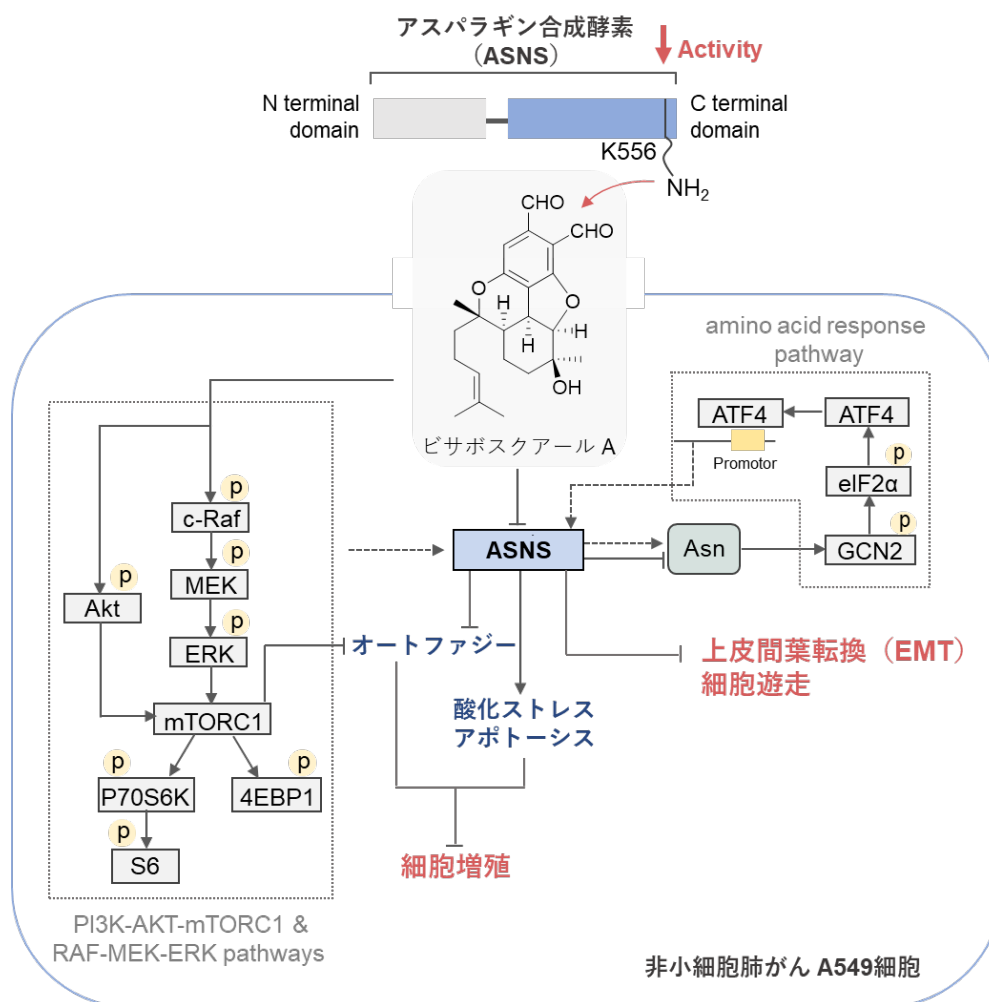 アスパラギン合成酵素
（ASNS）
Activity
N terminal
domain
C terminal
domain
K556
NH2
CHO
CHO
O
O
H
H
H
OH
ビサボスクアール A
amino acid response
pathway
ATF4
ATF4
Promotor
p
eIF2α
p
GCN2
p
c-Raf
p
MEK
p
Akt
p
ERK
mTORC1
p
P70S6K
p
4EBP1
p
S6
PI3K-AKT-mTORC1 &
RAF-MEK-ERK pathways
ASNS
Asn
オートファジー
酸化ストレス
アポトーシス
上皮間葉転換（EMT）
細胞遊走
細胞増殖
非小細胞肺がん A549細胞